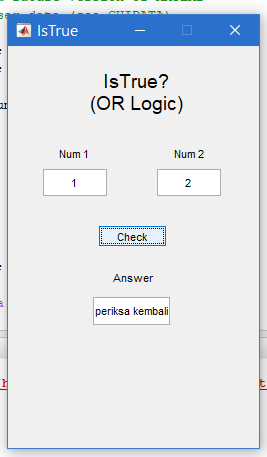 IsTrue
IsTrue?
(OR Logic)
Num 1
Num 2
1
2
Check
Answer
periksa kembali